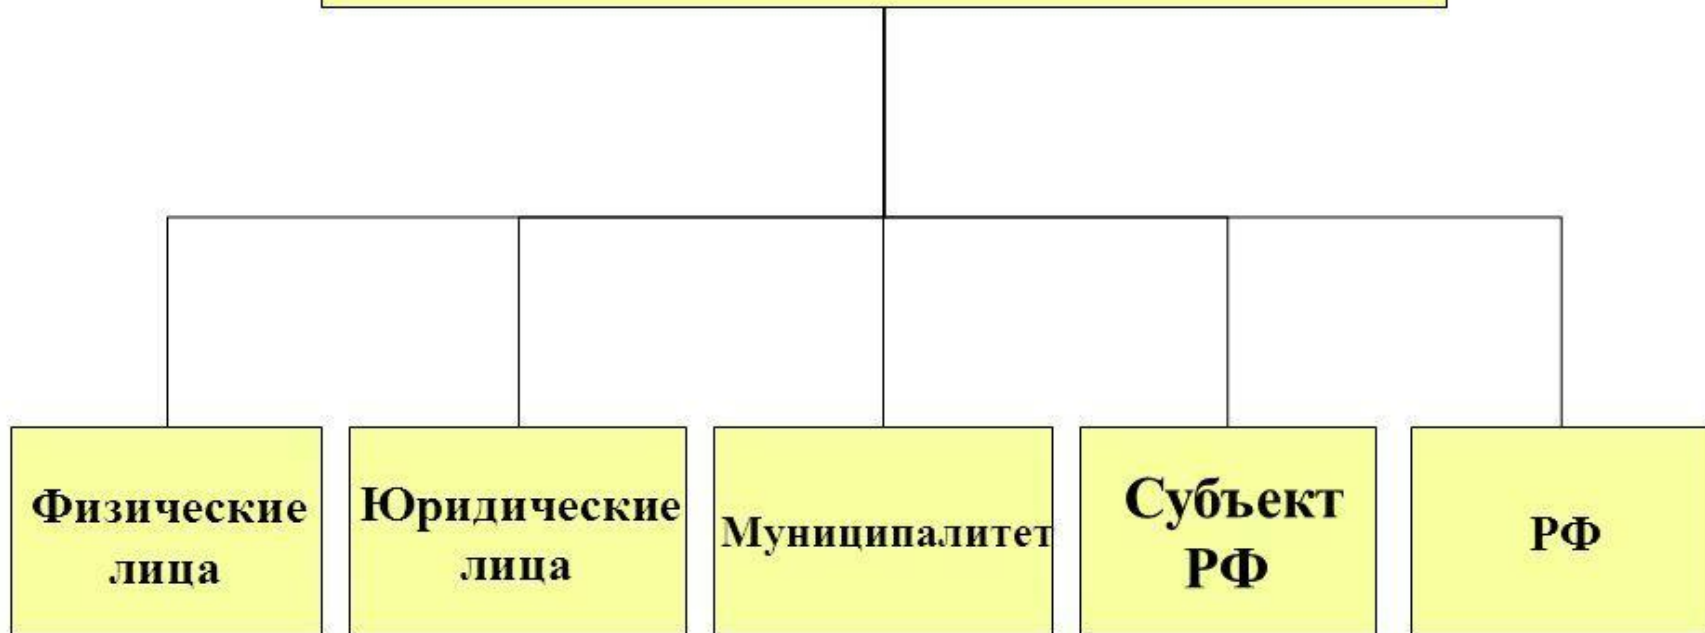 Физические
лица
Юридические
лица
Муниципалитет
Субъект
РФ
РФ